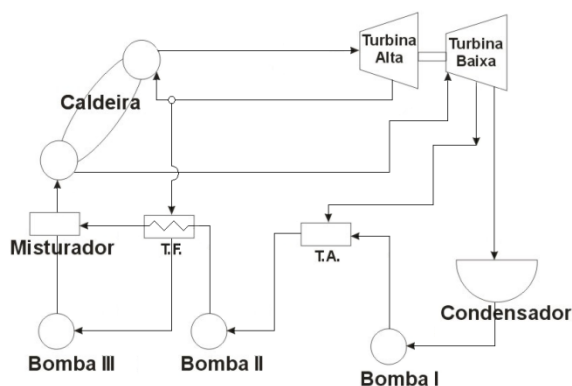 Turbina
Alta
Turbina
Baixa
Caldeira
Misturador
T.F.
T.A.
Condensador
Bomba III
Bomba II
Bomba I